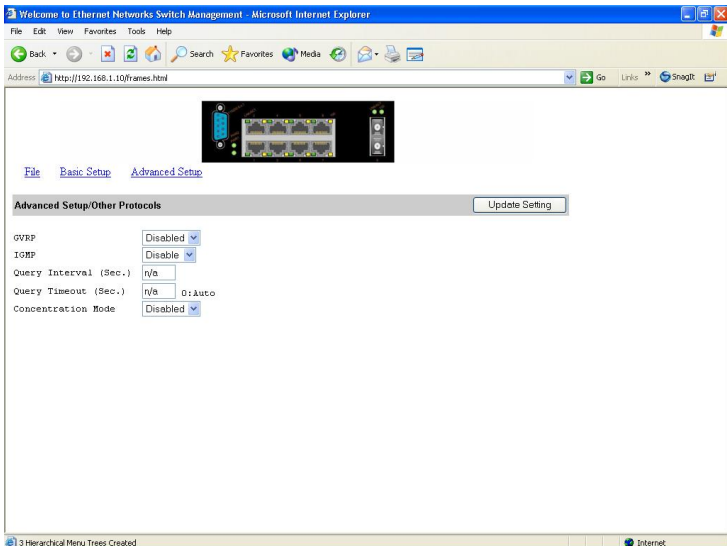 Welcome to Ethernet Networks Switch Management - Microsoft Internet Explorer
File Edit View Favorites Tools Help
Back Search Favorites Media
Address http://192.168.1.10/frames.html Go Links » SnagIt
File Basic Setup Advanced Setup
Advanced Setup/Other Protocols Update Setting
GVRP Disabled
IGMP Disable
Query Interval (Sec.) n/a
Query Timeout (Sec.) n/a 0:Auto
Concentration Mode Disabled
3 Hierarchical Menu Trees Created Internet